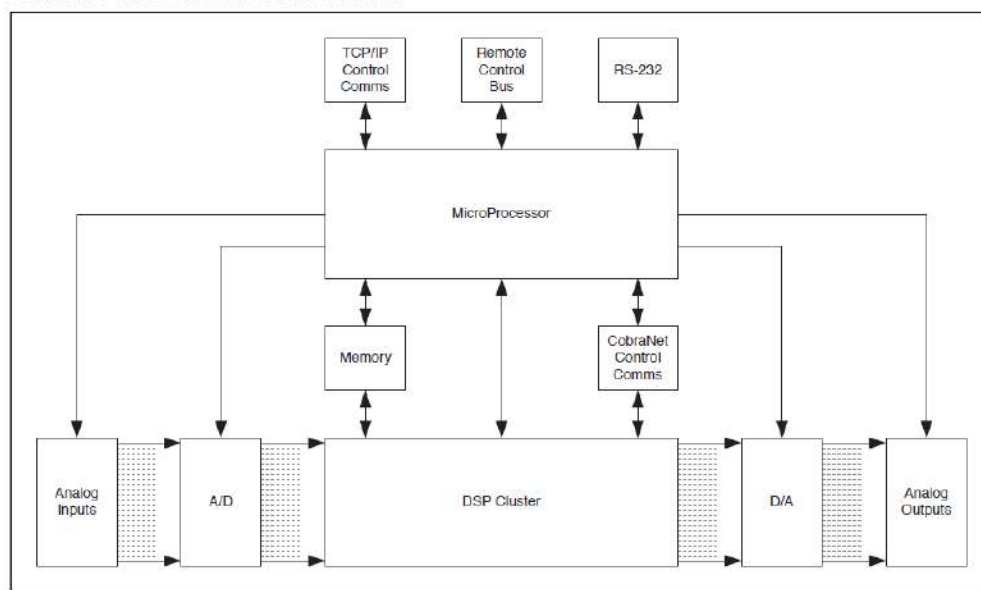 TCP/IP
Control
Comms
Remote
Control
Bus
RS-232
MicroProcessor
Memory
CobraNet
Control
Comms
Analog
Inputs
A/D
DSP Cluster
D/A
Analog
Outputs